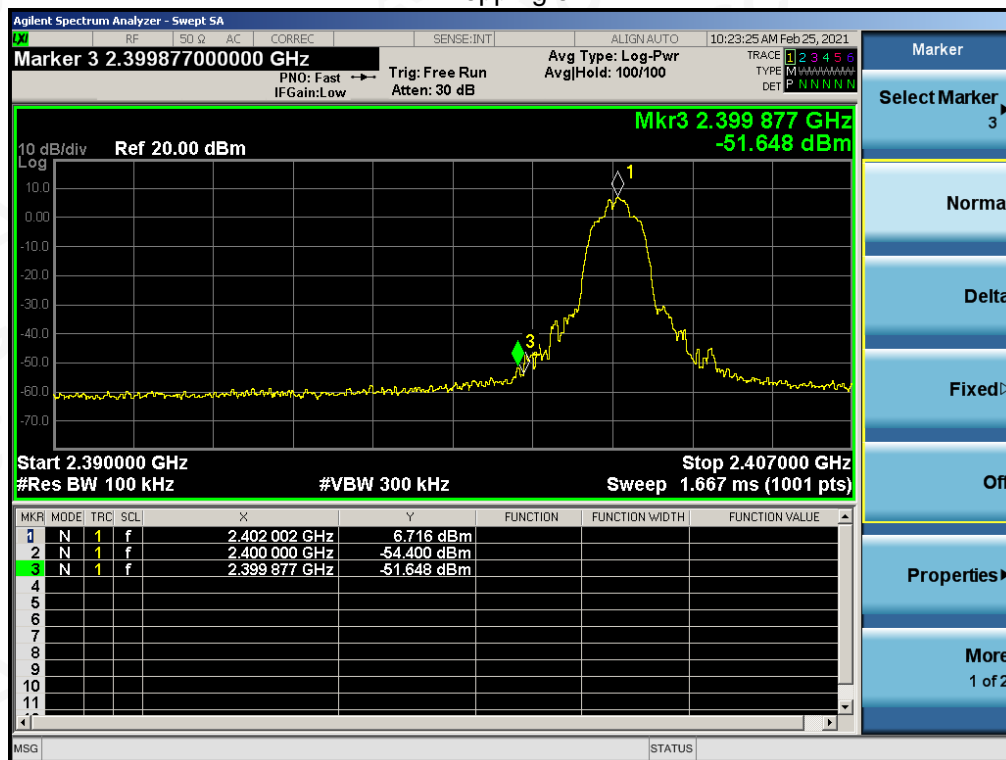 Agilent Spectrum Analyzer - Swept SA
LXI RF 50 Ω AC CORREC SENSE:INT ALIGN AUTO 10:23:25 AM Feb 25, 2021
Marker 3 2.399877000000 GHz
PNO: Fast
IFGain:Low
Trig: Free Run
Atten: 30 dB
Avg Type: Log-Pwr
Avg|Hold: 100/100
TRACE 1 2 3 4 5 6
TYPE M W W W W W
DET P N N N N N
Mkr3 2.399 877 GHz
-51.648 dBm
10 dB/div Ref 20.00 dBm
Log
10.0
0.00
-10.0
-20.0
-30.0
-40.0
-50.0
-60.0
-70.0
1
3
Start 2.390000 GHz Stop 2.407000 GHz
#Res BW 100 kHz #VBW 300 kHz Sweep 1.667 ms (1001 pts)
MKR MODE TRC SCL X Y FUNCTION FUNCTION WIDTH FUNCTION VALUE
1 N 1 f 2.402 002 GHz 6.716 dBm
2 N 1 f 2.400 000 GHz -54.400 dBm
3 N 1 f 2.399 877 GHz -51.648 dBm
4
5
6
7
8
9
10
11
MSG STATUS
Marker
Select Marker
3
Norma
Delta
Fixed
Off
Properties
More
1 of 2